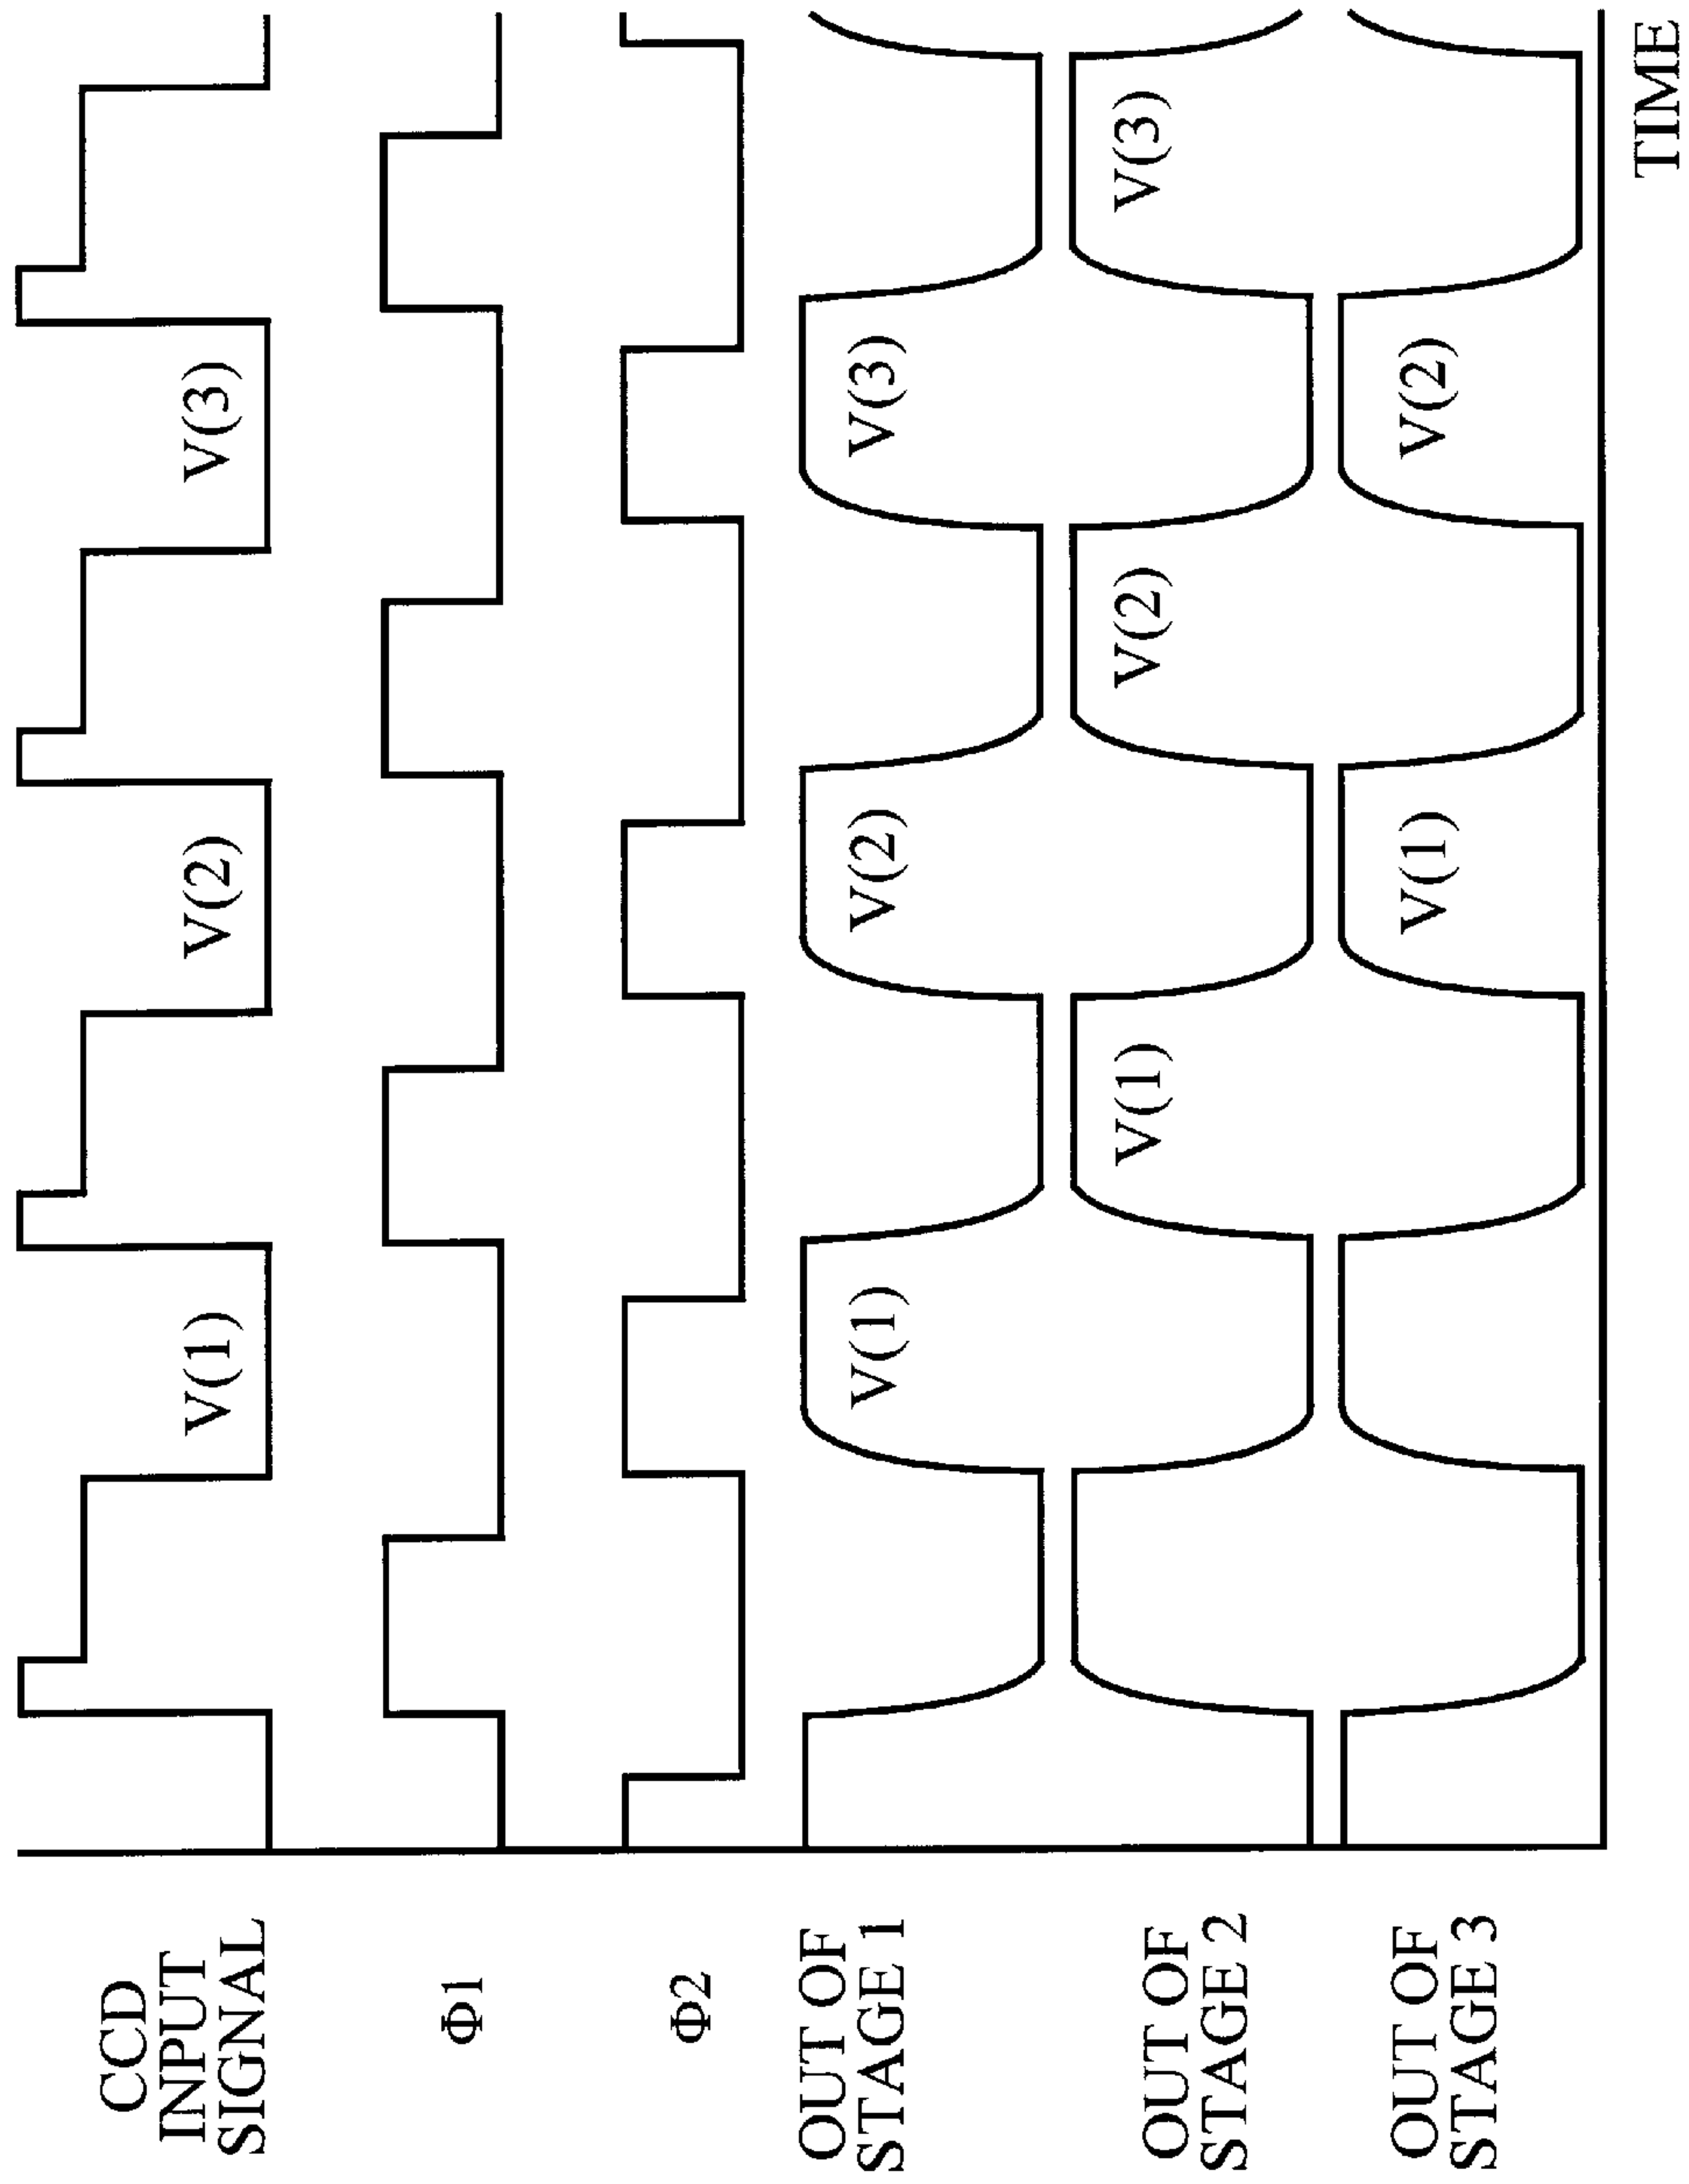 CCD
INPUT
SIGNAL
V(1)
V(2)
V(3)
Φ1
Φ2
OUT OF
STAGE 1
V(1)
V(2)
V(3)
OUT OF
STAGE 2
V(1)
V(2)
V(3)
OUT OF
STAGE 3
V(1)
V(2)
TIME